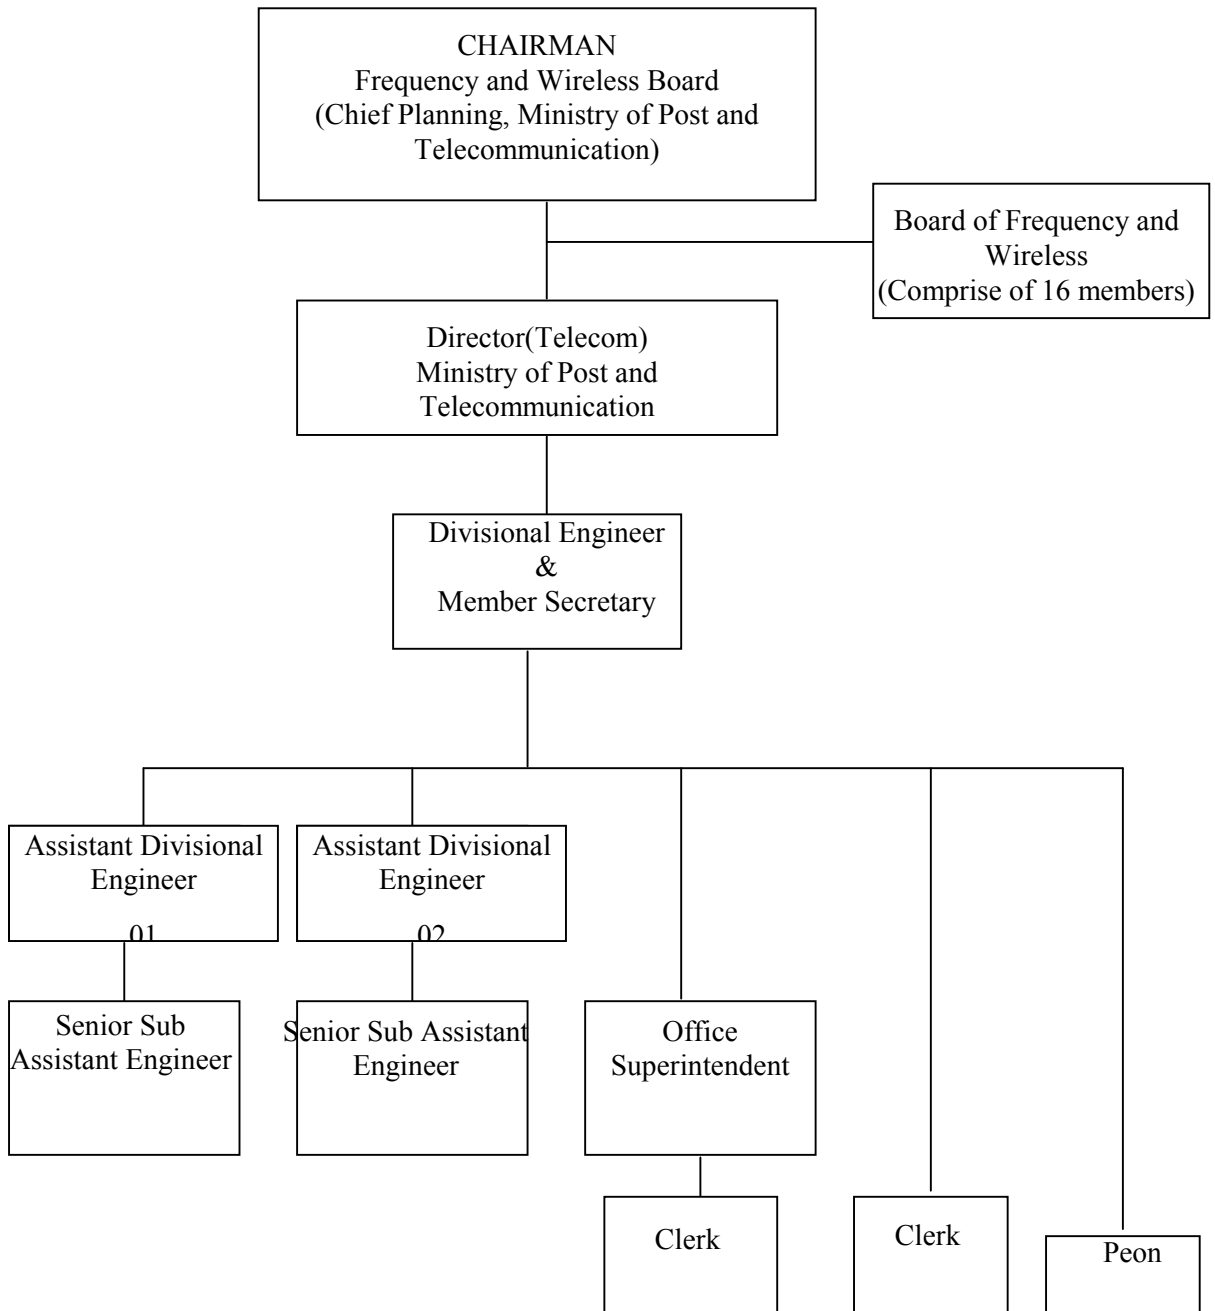 CHAIRMAN
Frequency and Wireless Board
(Chief Planning, Ministry of Post and
Telecommunication)
Board of Frequency and
Wireless
(Comprise of 16 members)
Director(Telecom)
Ministry of Post and
Telecommunication
Divisional Engineer
&
Member Secretary
Assistant Divisional
Engineer
01
Assistant Divisional
Engineer
02
Senior Sub
Assistant Engineer
Senior Sub Assistant
Engineer
Office
Superintendent
Clerk
Clerk
Peon